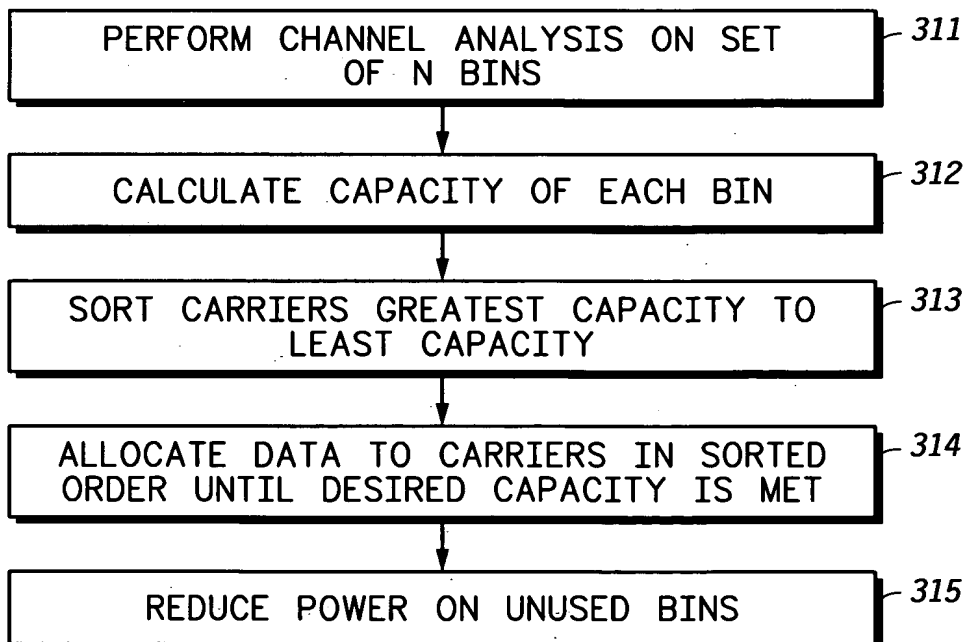 PERFORM CHANNEL ANALYSIS ON SET
OF N BINS
311
CALCULATE CAPACITY OF EACH BIN
312
SORT CARRIERS GREATEST CAPACITY TO
LEAST CAPACITY
313
ALLOCATE DATA TO CARRIERS IN SORTED
ORDER UNTIL DESIRED CAPACITY IS MET
314
REDUCE POWER ON UNUSED BINS
315